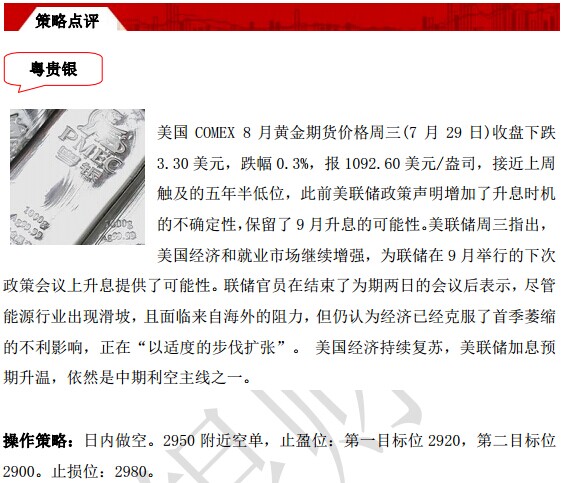 策略点评
粤贵银
PMEC
1000g
美国 COMEX 8 月黄金期货价格周三(7 月 29 日)收盘下跌
3.30 美元，跌幅 0.3%，报 1092.60 美元/盎司，接近上周
触及的五年半低位，此前美联储政策声明增加了升息时机
的不确定性,保留了 9 月升息的可能性。美联储周三指出，
美国经济和就业市场继续增强，为联储在 9 月举行的下次
政策会议上升息提供了可能性。联储官员在结束了为期两日的会议后表示，尽管
能源行业出现滑坡，且面临来自海外的阻力，但仍认为经济已经克服了首季萎缩
的不利影响，正在“以适度的步伐扩张”。 美国经济持续复苏，美联储加息预
期升温，依然是中期利空主线之一。
操作策略：日内做空。2950 附近空单，止盈位：第一目标位 2920，第二目标位
2900。止损位：2980。